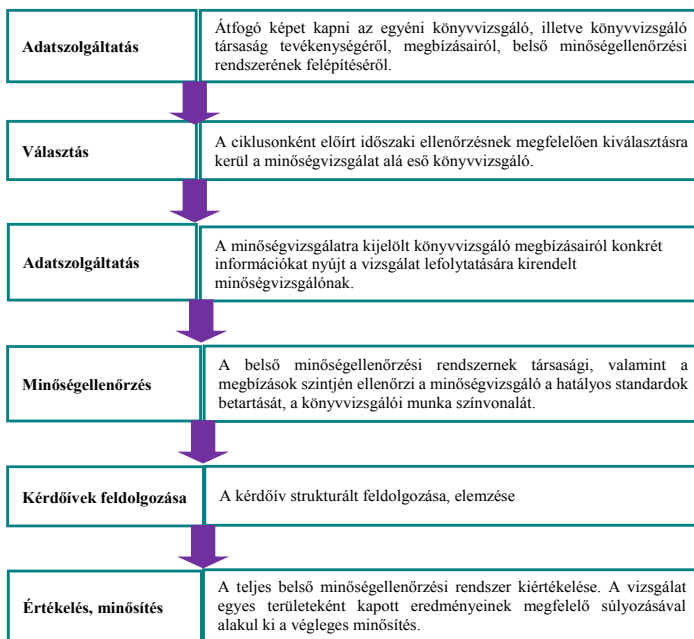 Adatszolgáltatás
Átfogó képet kapni az egyéni könyvvizsgáló, illetve könyvvizsgáló
társaság tevékenységéről, megbízásairól, belső minőségellenőrzési
rendszerének felépítéséről.
Választás
A ciklusonként előírt időszaki ellenőrzésnek megfelelően kiválasztásra
kerül a minőségvizsgálat alá eső könyvvizsgáló.
Adatszolgáltatás
A minőségvizsgálatra kijelölt könyvvizsgáló megbízásairól konkrét
információkat nyújt a vizsgálat lefolytatására kirendelt
minőségvizsgálónak.
Minőségellenőrzés
A belső minőségellenőrzési rendszernek társasági, valamint a
megbízások szintjén ellenőrzi a minőségvizsgáló a hatályos standardok
betartását, a könyvvizsgálói munka színvonalát.
Kérdőívek feldolgozása
A kérdőív strukturált feldolgozása, elemzése
Értékelés, minősítés
A teljes belső minőségellenőrzési rendszer kiértékelése. A vizsgálat
egyes területeként kapott eredményeinek megfelelő súlyozásával
alakul ki a végleges minősítés.